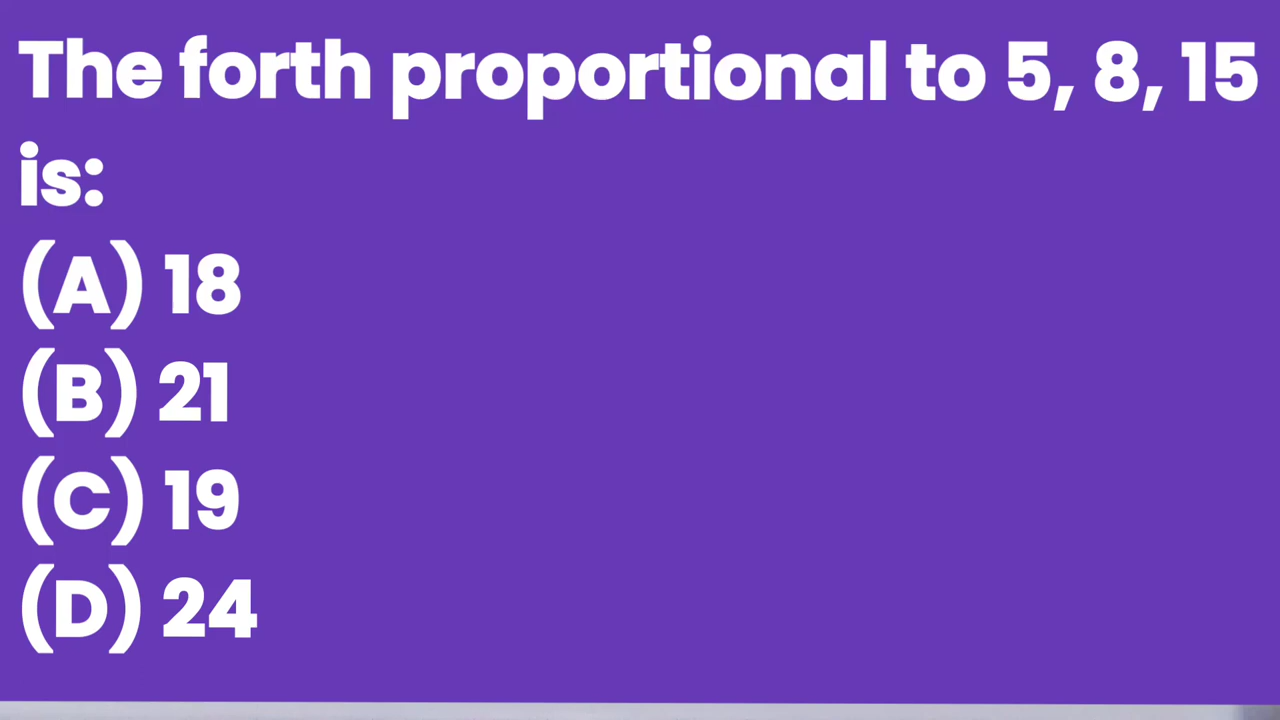 The forth proportional to 5, 8, 15
is:
(A) 18
(B) 21
(C) 19
(D) 24